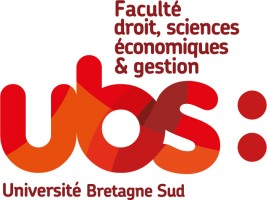 Faculté
droit, sciences
économiques
& gestion
ubs:
Université Bretagne Sud